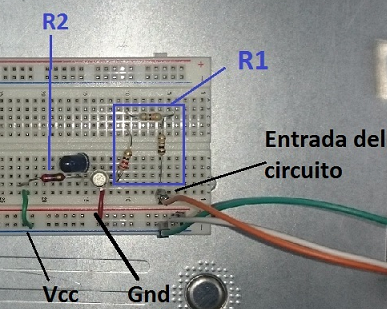 R2
R1
Entrada del
circuito
Vcc
Gnd